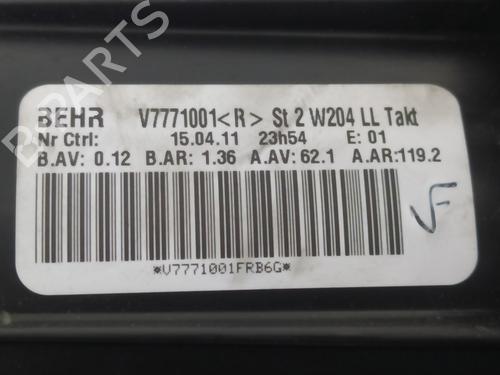 B-PARTS
BEHR V7771001<R> St 2 W204 LL Takt
Nr Ctrl: 15.04.11 23h54 E: 01
B.AV: 0.12 B.AR: 1.36 A.AV: 62.1 A.AR:119.2
*V7771001FRB6G*